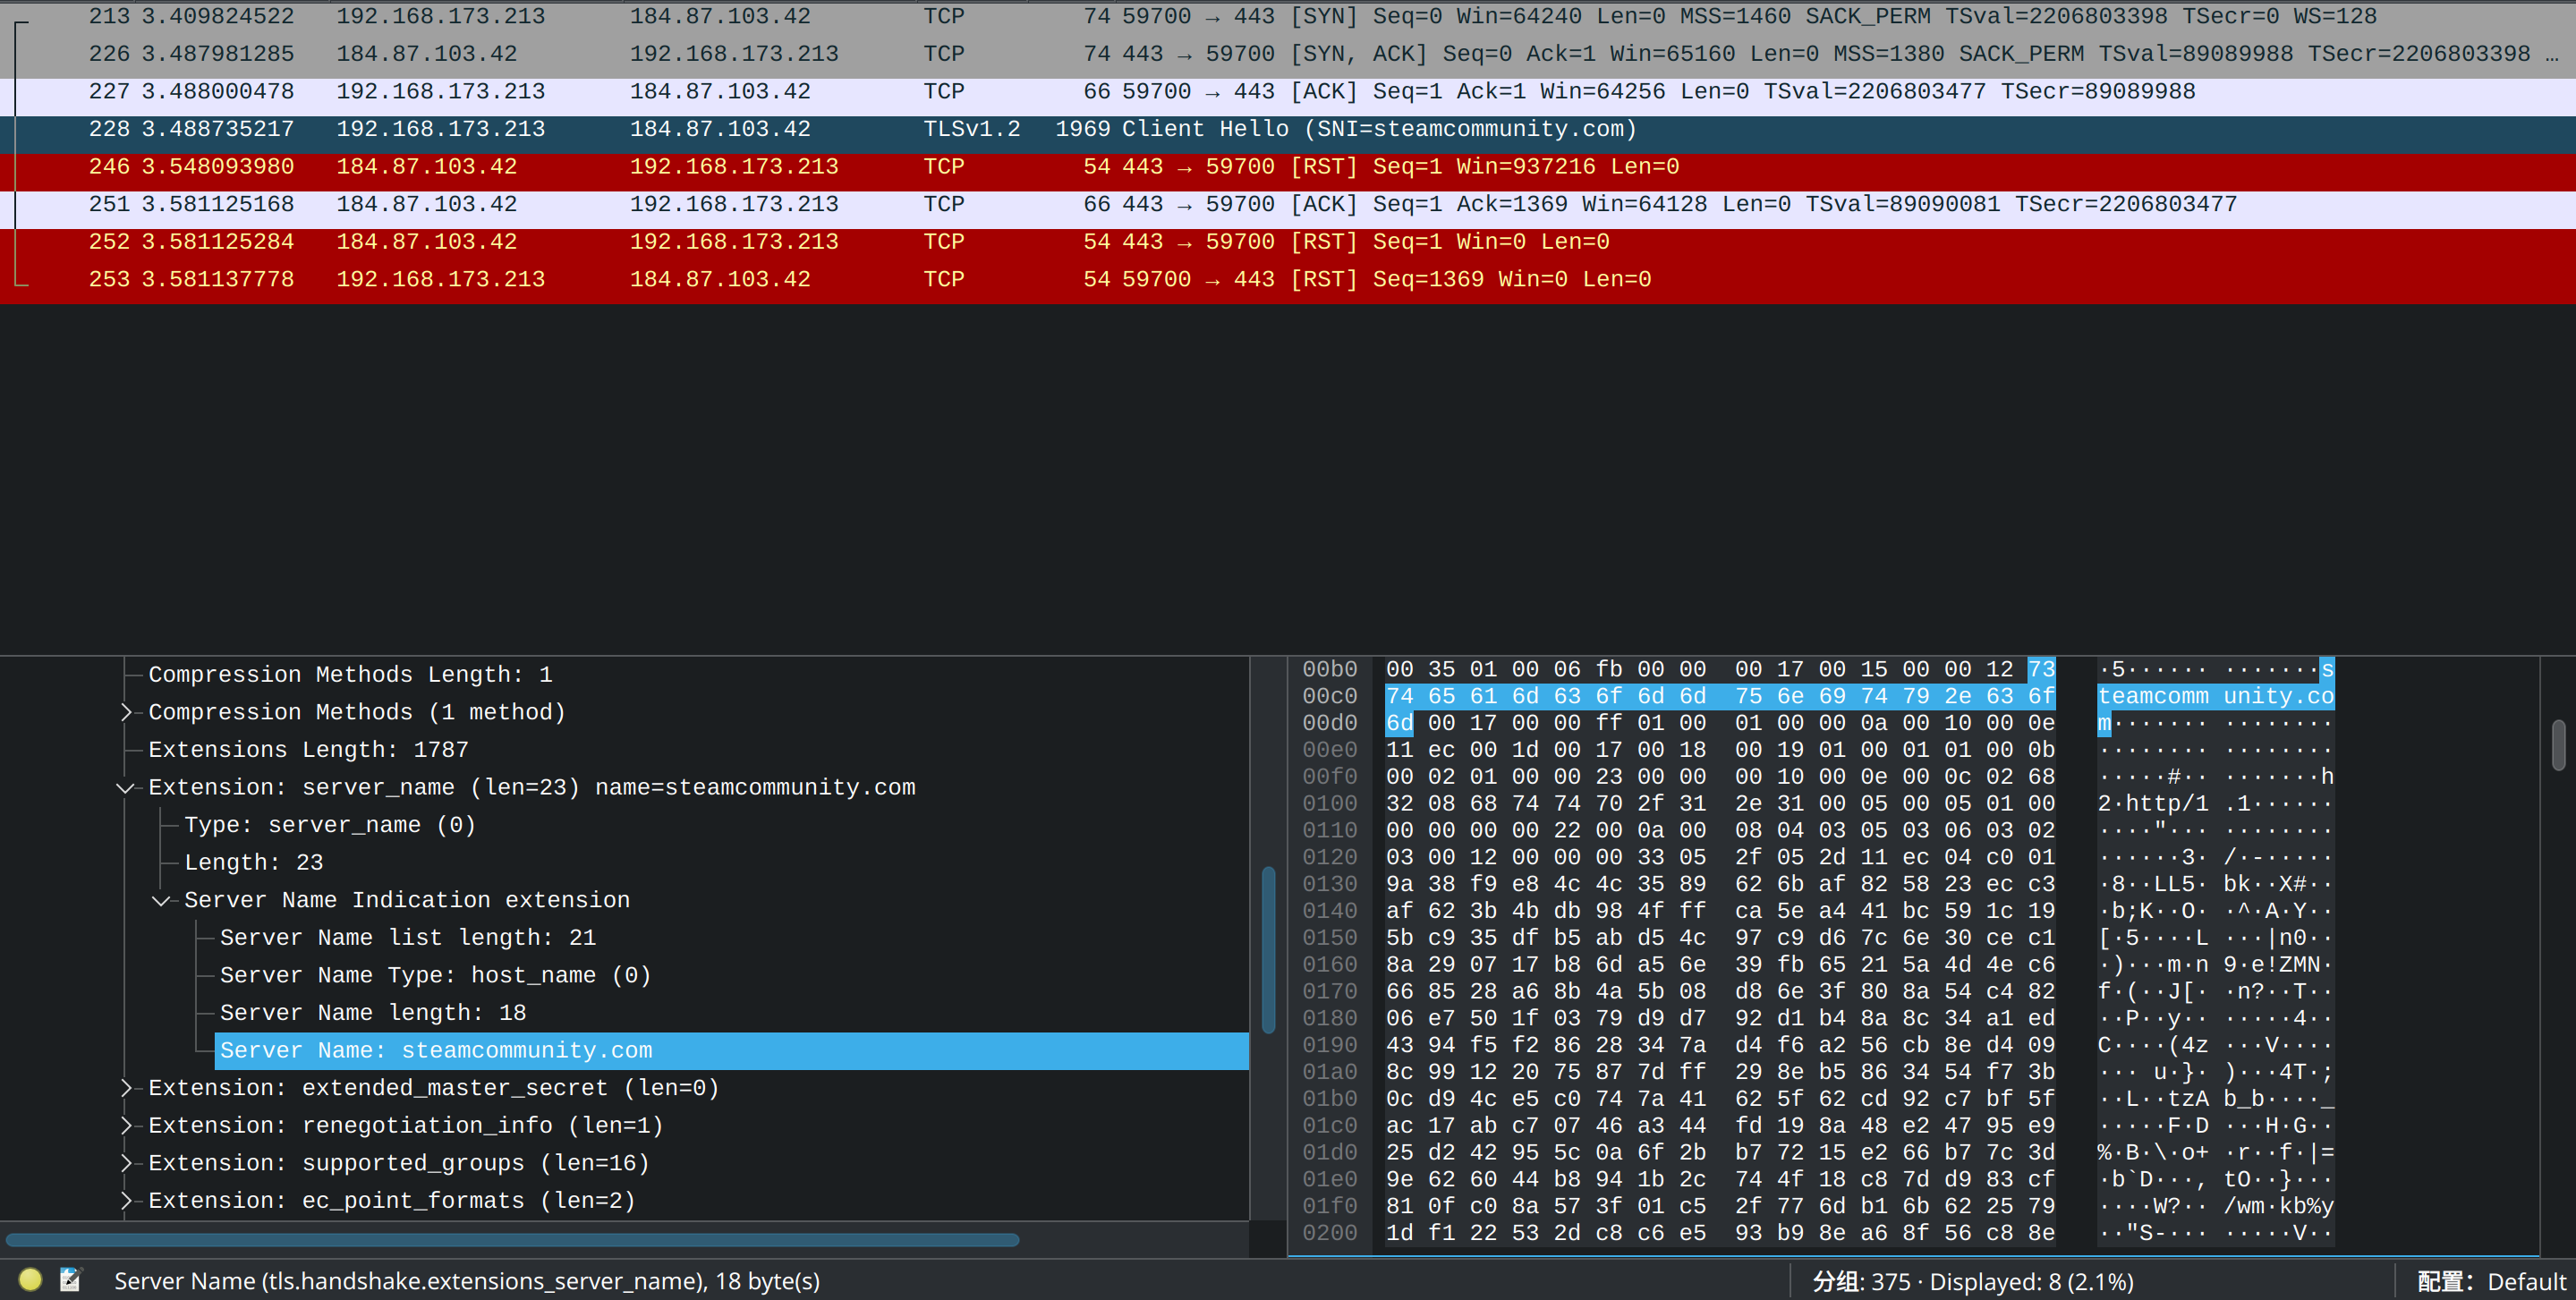 213 3.409824522 192.168.173.213 184.87.103.42 TCP 74 59700 → 443 [SYN] Seq=0 Win=64240 Len=0 MSS=1460 SACK_PERM TSval=2206803398 TSecr=0 WS=128
226 3.487981285 184.87.103.42 192.168.173.213 TCP 74 443 → 59700 [SYN, ACK] Seq=0 Ack=1 Win=65160 Len=0 MSS=1380 SACK_PERM TSval=89089988 TSecr=2206803398 …
227 3.488000478 192.168.173.213 184.87.103.42 TCP 66 59700 → 443 [ACK] Seq=1 Ack=1 Win=64256 Len=0 TSval=2206803477 TSecr=89089988
228 3.488735217 192.168.173.213 184.87.103.42 TLSv1.2 1969 Client Hello (SNI=steamcommunity.com)
246 3.548093980 184.87.103.42 192.168.173.213 TCP 54 443 → 59700 [RST] Seq=1 Win=937216 Len=0
251 3.581125168 184.87.103.42 192.168.173.213 TCP 66 443 → 59700 [ACK] Seq=1 Ack=1369 Win=64128 Len=0 TSval=89090081 TSecr=2206803477
252 3.581125284 184.87.103.42 192.168.173.213 TCP 54 443 → 59700 [RST] Seq=1 Win=0 Len=0
253 3.581137778 192.168.173.213 184.87.103.42 TCP 54 59700 → 443 [RST] Seq=1369 Win=0 Len=0
Compression Methods Length: 1
Compression Methods (1 method)
Extensions Length: 1787
Extension: server_name (len=23) name=steamcommunity.com
Type: server_name (0)
Length: 23
Server Name Indication extension
Server Name list length: 21
Server Name Type: host_name (0)
Server Name length: 18
Server Name: steamcommunity.com
Extension: extended_master_secret (len=0)
Extension: renegotiation_info (len=1)
Extension: supported_groups (len=16)
Extension: ec_point_formats (len=2)
00b0 00 35 01 00 06 fb 00 00 00 17 00 15 00 00 12 73 ·5······ ·······s
00c0 74 65 61 6d 63 6f 6d 6d 75 6e 69 74 79 2e 63 6f teamcomm unity.co
00d0 6d 00 17 00 00 ff 01 00 01 00 00 0a 00 10 00 0e m······· ········
00e0 11 ec 00 1d 00 17 00 18 00 19 01 00 01 01 00 0b ········ ········
00f0 00 02 01 00 00 23 00 00 00 10 00 0e 00 0c 02 68 ·····#·· ·······h
0100 32 08 68 74 74 70 2f 31 2e 31 00 05 00 05 01 00 2·http/1 .1······
0110 00 00 00 00 22 00 0a 00 08 04 03 05 03 06 03 02 ····"··· ········
0120 03 00 12 00 00 00 33 05 2f 05 2d 11 ec 04 c0 01 ······3· /·-·····
0130 9a 38 f9 e8 4c 4c 35 89 62 6b af 82 58 23 ec c3 ·8··LL5· bk··X#··
0140 af 62 3b 4b db 98 4f ff ca 5e a4 41 bc 59 1c 19 ·b;K··O· ·^·A·Y··
0150 5b c9 35 df b5 ab d5 4c 97 c9 d6 7c 6e 30 ce c1 [·5····L ···|n0··
0160 8a 29 07 17 b8 6d a5 6e 39 fb 65 21 5a 4d 4e c6 ·)···m·n 9·e!ZMN·
0170 66 85 28 a6 8b 4a 5b 08 d8 6e 3f 80 8a 54 c4 82 f·(··J[· ·n?··T··
0180 06 e7 50 1f 03 79 d9 d7 92 d1 b4 8a 8c 34 a1 ed ··P··y·· ·····4··
0190 43 94 f5 f2 86 28 34 7a d4 f6 a2 56 cb 8e d4 09 C····(4z ···V····
01a0 8c 99 12 20 75 87 7d ff 29 8e b5 86 34 54 f7 3b ··· u·}· )···4T·;
01b0 0c d9 4c e5 c0 74 7a 41 62 5f 62 cd 92 c7 bf 5f ··L··tzA b_b····_
01c0 ac 17 ab c7 07 46 a3 44 fd 19 8a 48 e2 47 95 e9 ·····F·D ···H·G··
01d0 25 d2 42 95 5c 0a 6f 2b b7 72 15 e2 66 b7 7c 3d %·B·\·o+ ·r··f·|=
01e0 9e 62 60 44 b8 94 1b 2c 74 4f 18 c8 7d d9 83 cf ·b`D···, tO··}···
01f0 81 0f c0 8a 57 3f 01 c5 2f 77 6d b1 6b 62 25 79 ····W?·· /wm·kb%y
0200 1d f1 22 53 2d c8 c6 e5 93 b9 8e a6 8f 56 c8 8e ··"S-··· ·····V··
Server Name (tls.handshake.extensions_server_name), 18 byte(s)
分组: 375 · Displayed: 8 (2.1%)
配置： Default